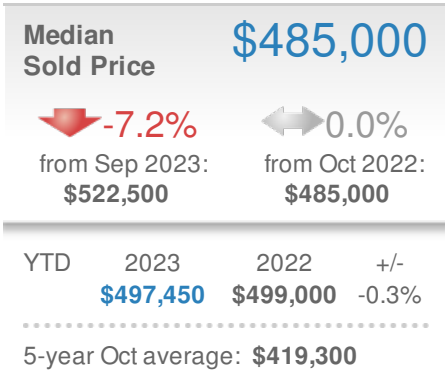 Median $485,000
Sold Price
-7.2% 0.0%
from Sep 2023: from Oct 2022:
$522,500 $485,000
YTD 2023 2022 +/-
$497,450 $499,000 -0.3%
5-year Oct average: $419,300